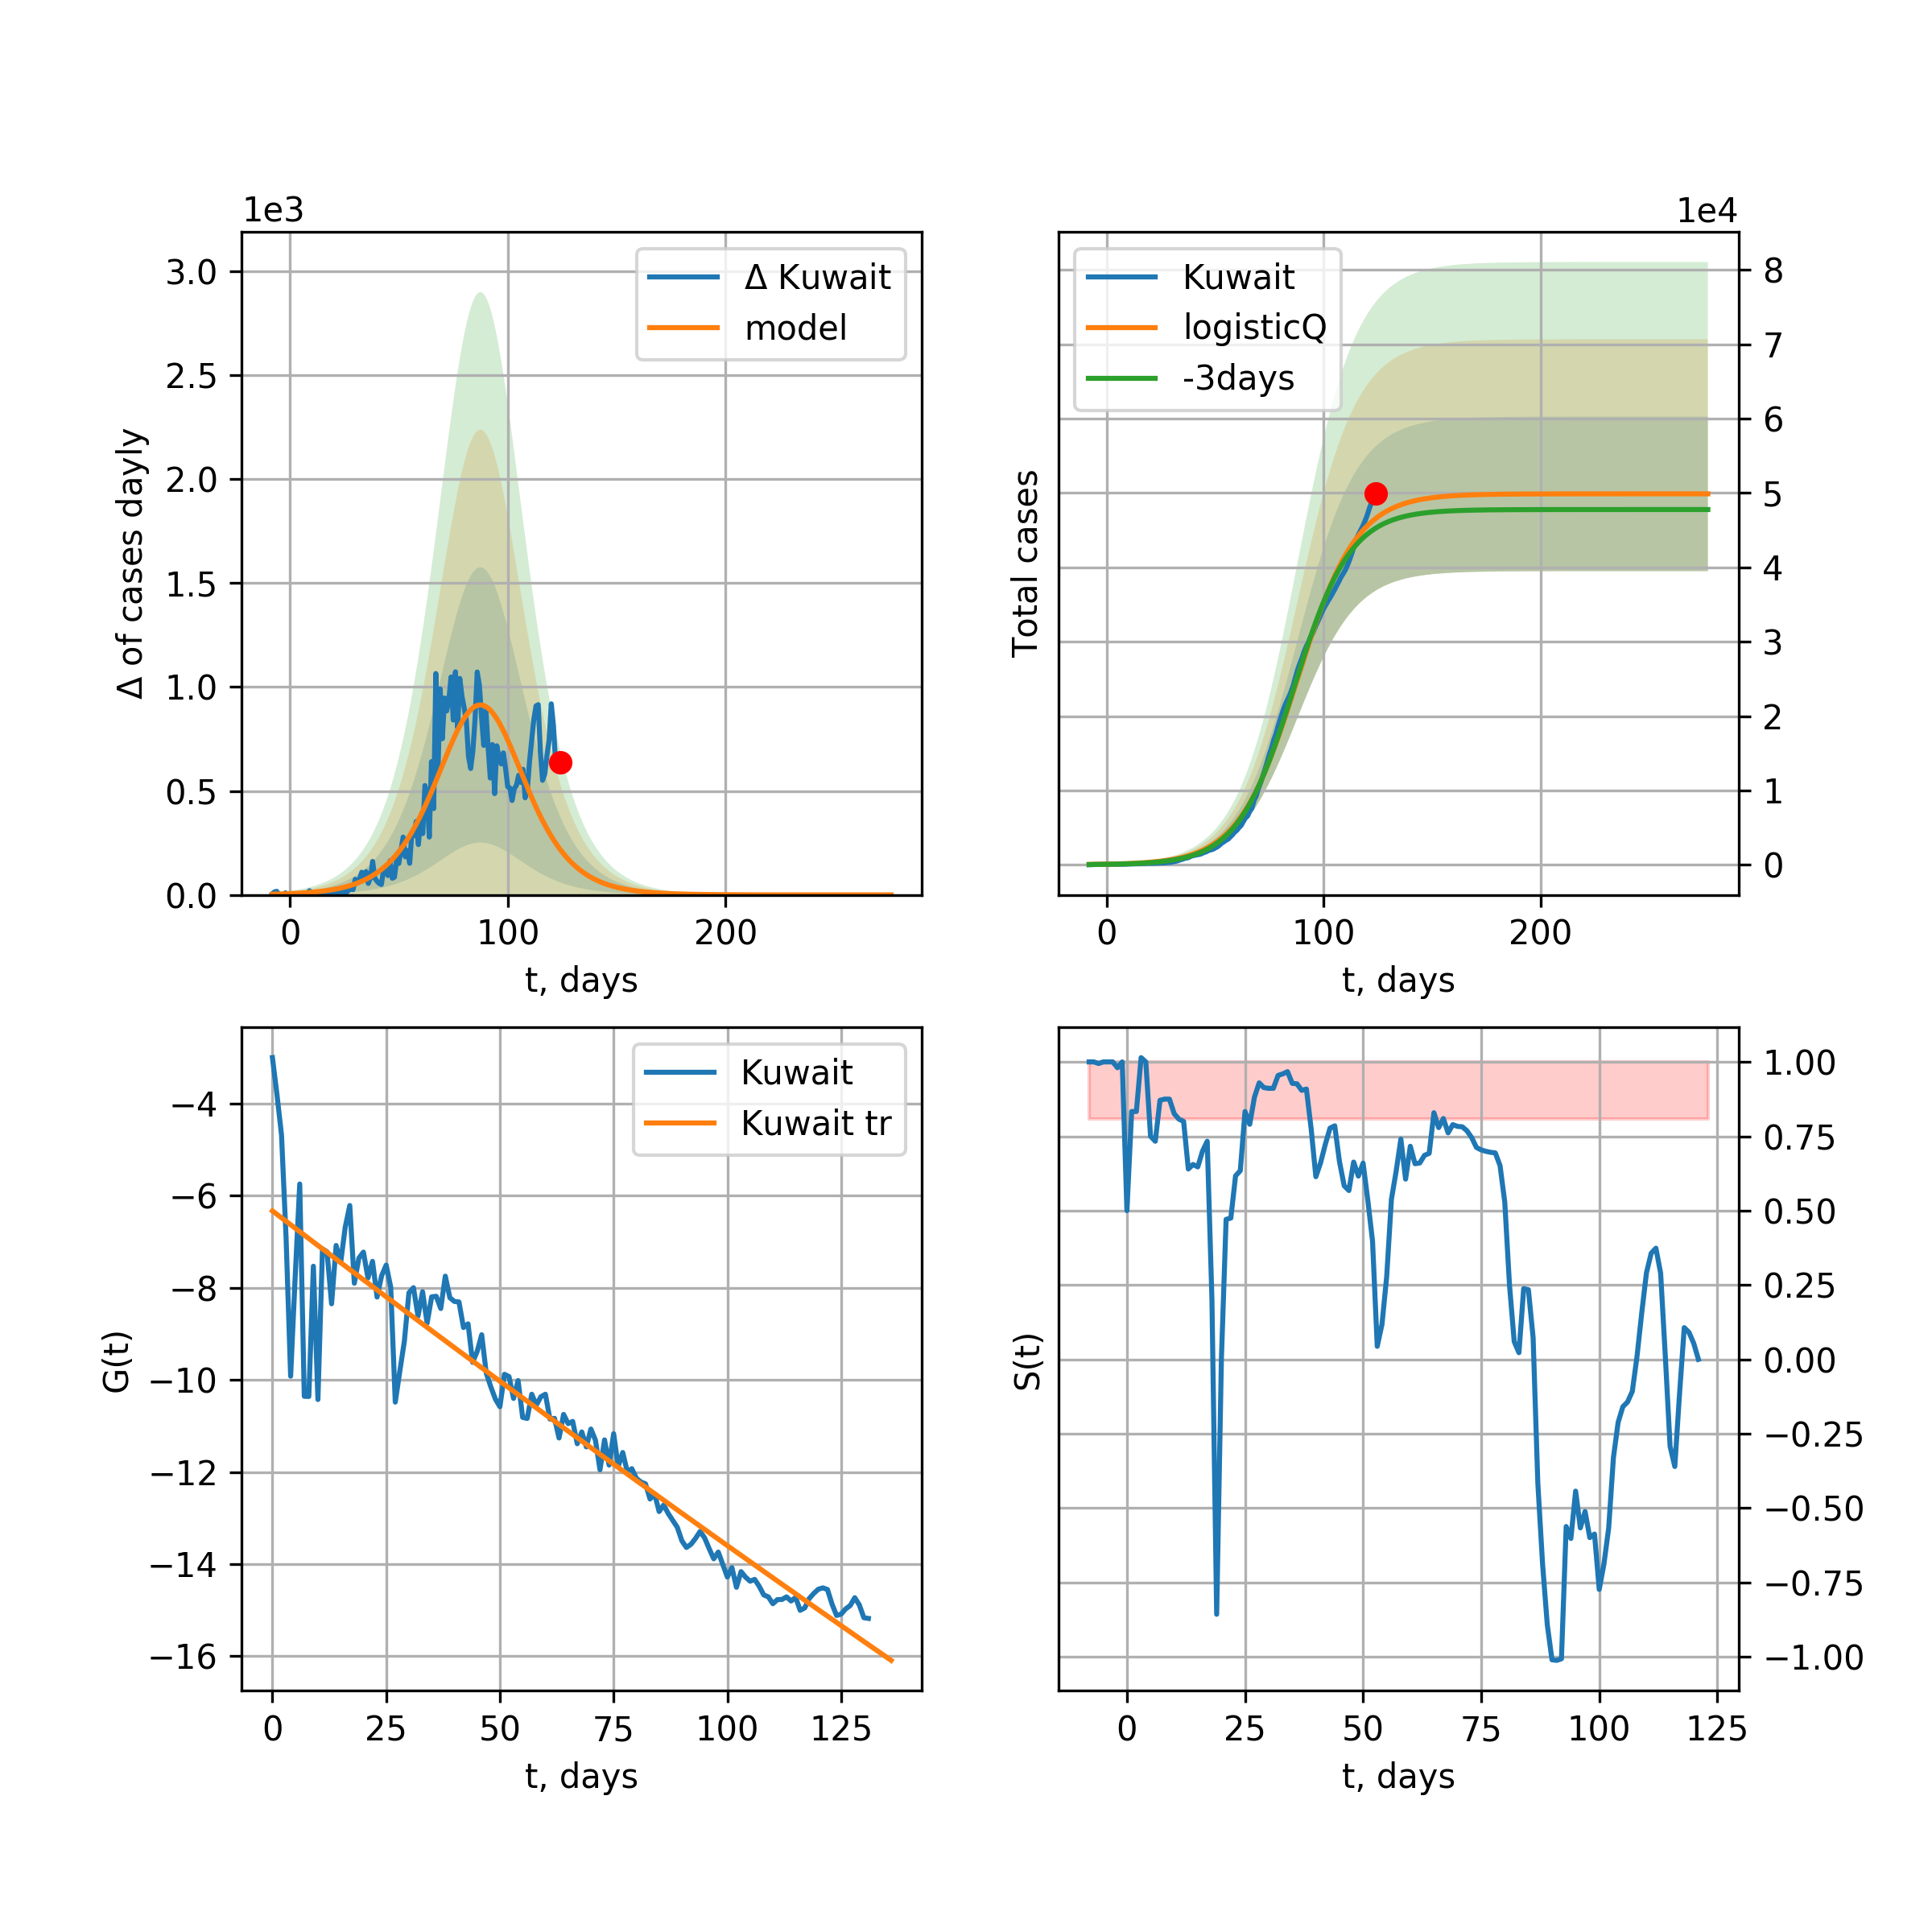 1e3
3.0
2.5
2.0
1.5
1.0
0.5
0.0
Δ of cases dayly
Δ Kuwait
model
0 100 200
t, days
1e4
Kuwait
logisticQ
-3days
Total cases
8
7
6
5
4
3
2
1
0
0 100 200
t, days
G(t)
−4
−6
−8
−10
−12
−14
−16
Kuwait
Kuwait tr
0 25 50 75 100 125
t, days
S(t)
1.00
0.75
0.50
0.25
0.00
−0.25
−0.50
−0.75
−1.00
0 25 50 75 100 125
t, days